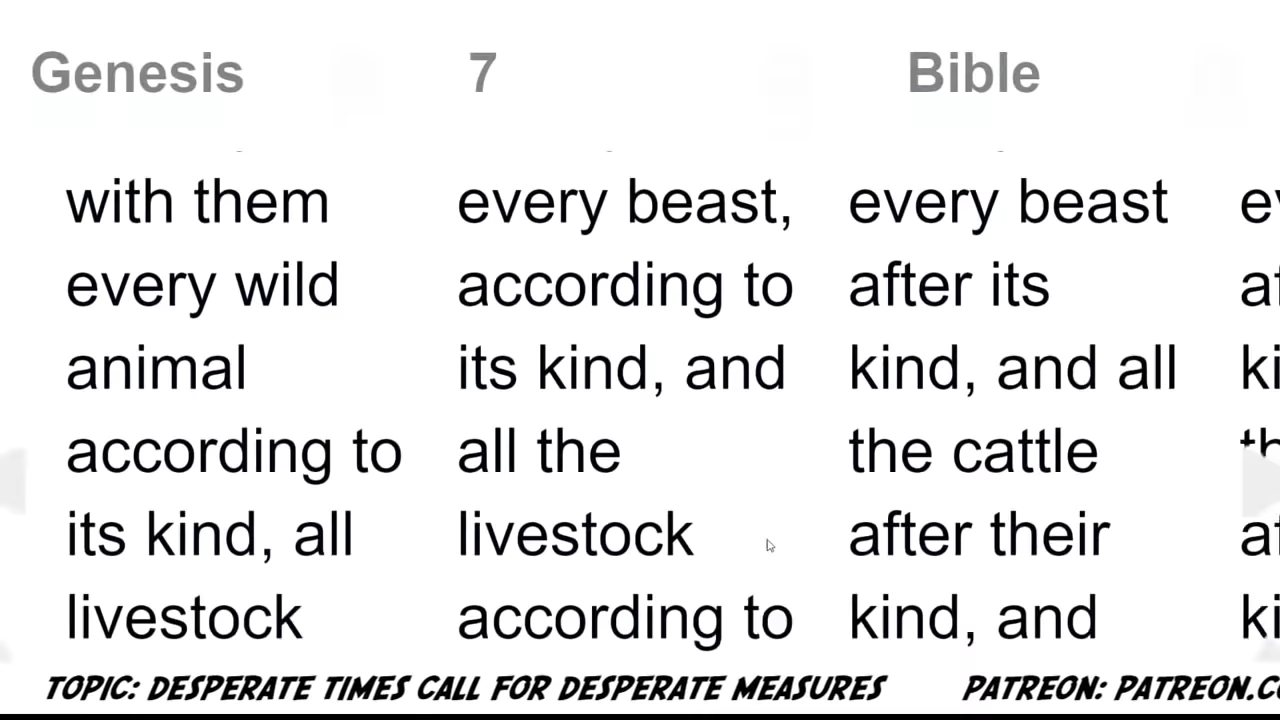 Genesis 7 Bible
with them
every wild
animal
according to
its kind, all
livestock
every beast,
according to
its kind, and
all the
livestock
according to
every beast
after its
kind, and all
the cattle
after their
kind, and
TOPIC: DESPERATE TIMES CALL FOR DESPERATE MEASURES PATREON: PATREON.C